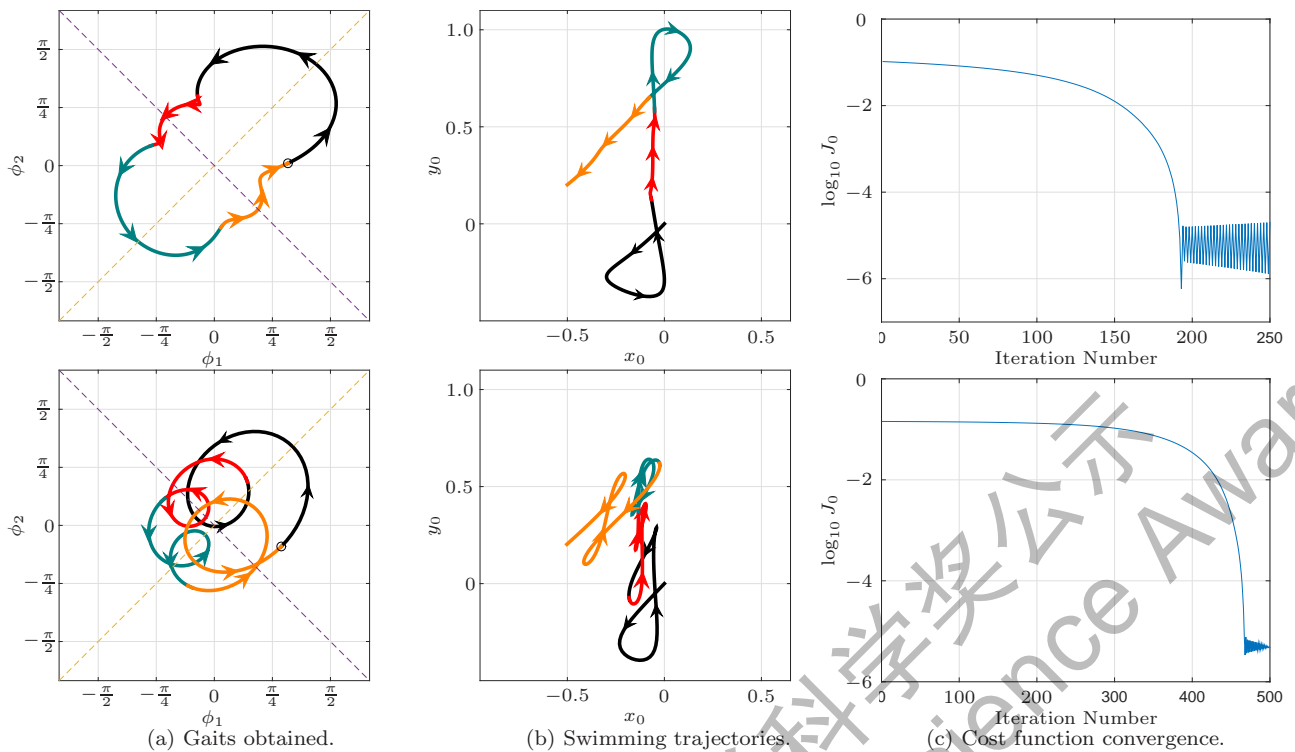 π/2
π/4
0
−π/4
−π/2
ϕ2
−π/2 −π/4 0 π/4 π/2
ϕ1
1.0
0.5
0
y0
−0.5 0 0.5
x0
0
−2
−4
−6
log10 J0
0 50 100 150 200 250
Iteration Number
π/2
π/4
0
−π/4
−π/2
ϕ2
−π/2 −π/4 0 π/4 π/2
ϕ1
1.0
0.5
0
y0
−0.5 0 0.5
x0
0
−2
−4
−6
log10 J0
0 100 200 300 400 500
Iteration Number
(a) Gaits obtained.
(b) Swimming trajectories.
(c) Cost function convergence.
科学奖公示
ience Awar